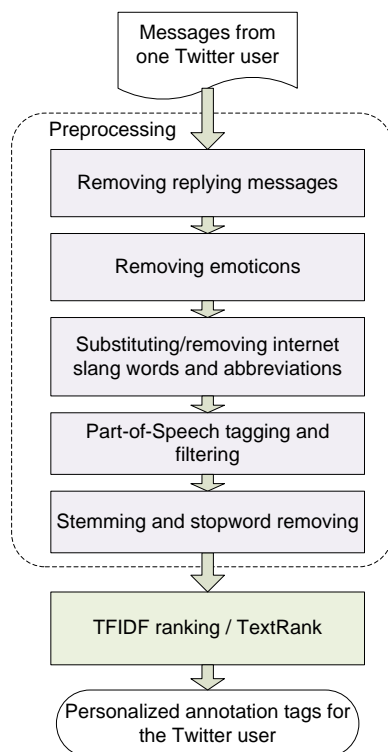 Messages from
one Twitter user
Preprocessing
Removing replying messages
Removing emoticons
Substituting/removing internet
slang words and abbreviations
Part-of-Speech tagging and
filtering
Stemming and stopword removing
TFIDF ranking / TextRank
Personalized annotation tags for
the Twitter user